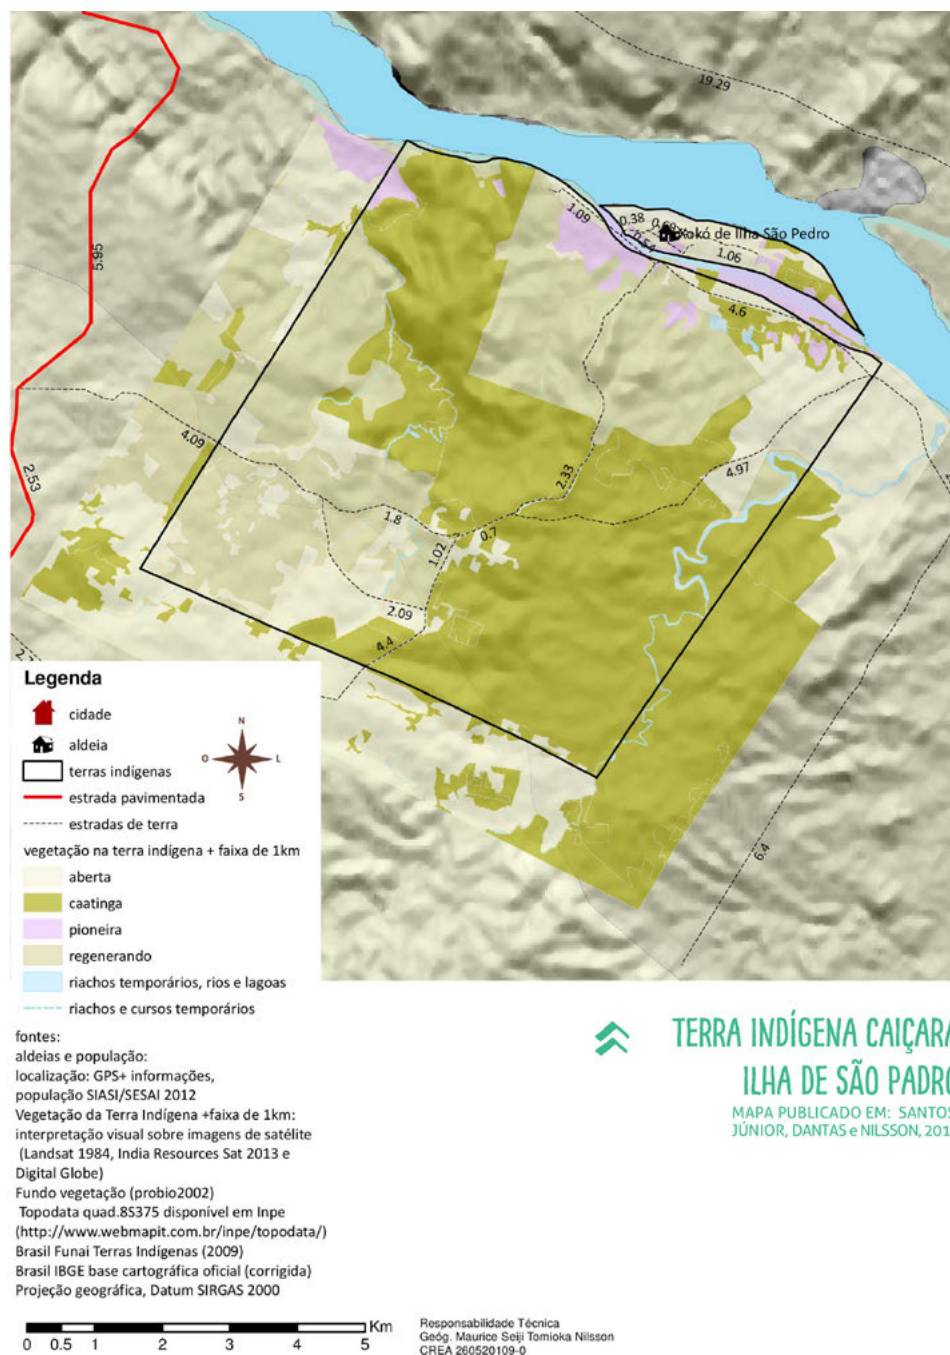 19.29
5.95
1.09
0.38
0.54
Xokó de Ilha São Pedro
1.06
4.6
4.09
2.53
2.33
4.97
1.8
0.7
1.02
2.09
4.4
6.4
Legenda
cidade
aldeia
terras indígenas
estrada pavimentada
estradas de terra
vegetação na terra indígena + faixa de 1km
aberta
caatinga
pioneira
regenerando
riachos temporários, rios e lagoas
riachos e cursos temporários
N
O L
S
fontes:
aldeias e população:
localização: GPS+ informações,
população SIASI/SESAI 2012
Vegetação da Terra Indígena +faixa de 1km:
interpretação visual sobre imagens de satélite
(Landsat 1984, India Resources Sat 2013 e
Digital Globe)
Fundo vegetação (probio2002)
Topodata quad.8S375 disponível em Inpe
(http://www.webmapit.com.br/inpe/topodata/)
Brasil Funai Terras Indígenas (2009)
Brasil IBGE base cartográfica oficial (corrigida)
Projeção geográfica, Datum SIRGAS 2000
TERRA INDÍGENA CAIÇARA
ILHA DE SÃO PADRO
MAPA PUBLICADO EM: SANTOS
JÚNIOR, DANTAS e NILSSON, 201
Km
0 0.5 1 2 3 4 5
Responsabilidade Técnica
Geóg. Maurice Seiji Tomioka Nilsson
CREA 260520109-0